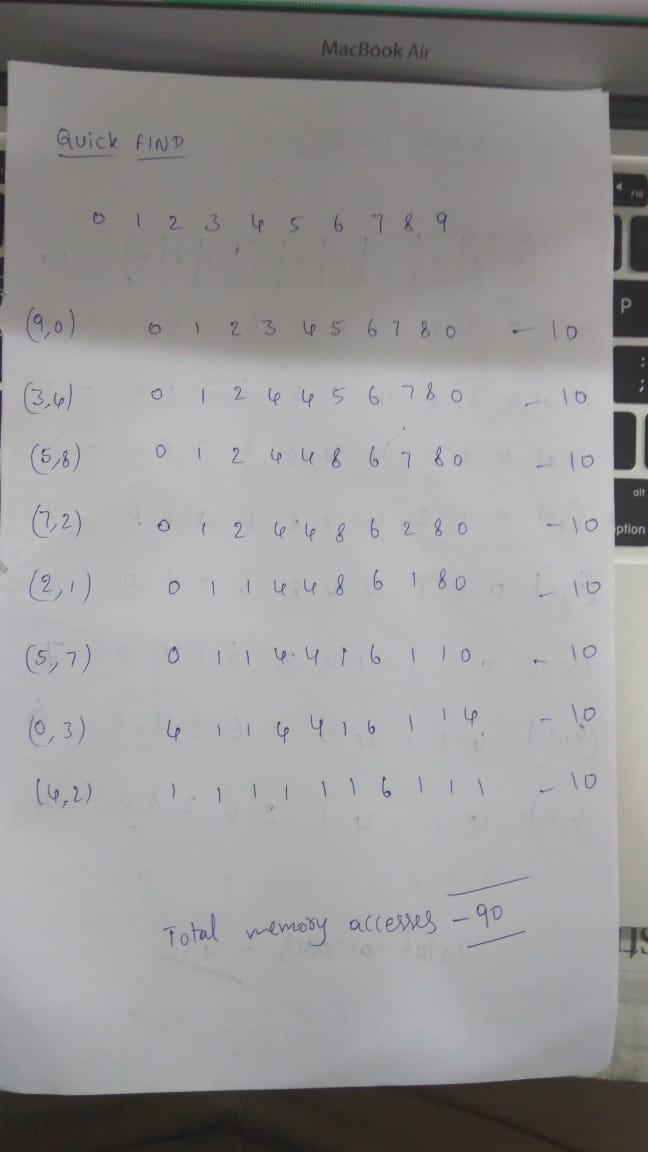 MacBook Air
Quick FIND
0 1 2 3 4 5 6 7 8 9
(9,0) 0 1 2 3 4 5 6 7 8 0 - 10
(3,4) 0 1 2 4 4 5 6 7 8 0 - 10
(5,8) 0 1 2 4 4 8 6 7 8 0 - 10
(7,2) 0 1 2 4 4 8 6 2 8 0 - 10
(2,1) 0 1 1 4 4 8 6 1 8 0 - 10
(5,7) 0 1 1 4 4 1 6 1 1 0 - 10
(0,3) 4 1 1 4 4 1 6 1 1 4 - 10
(4,2) 1 1 1 1 1 1 6 1 1 1 - 10
Total memory accesses - 90
F10
P
:
;
alt
ption